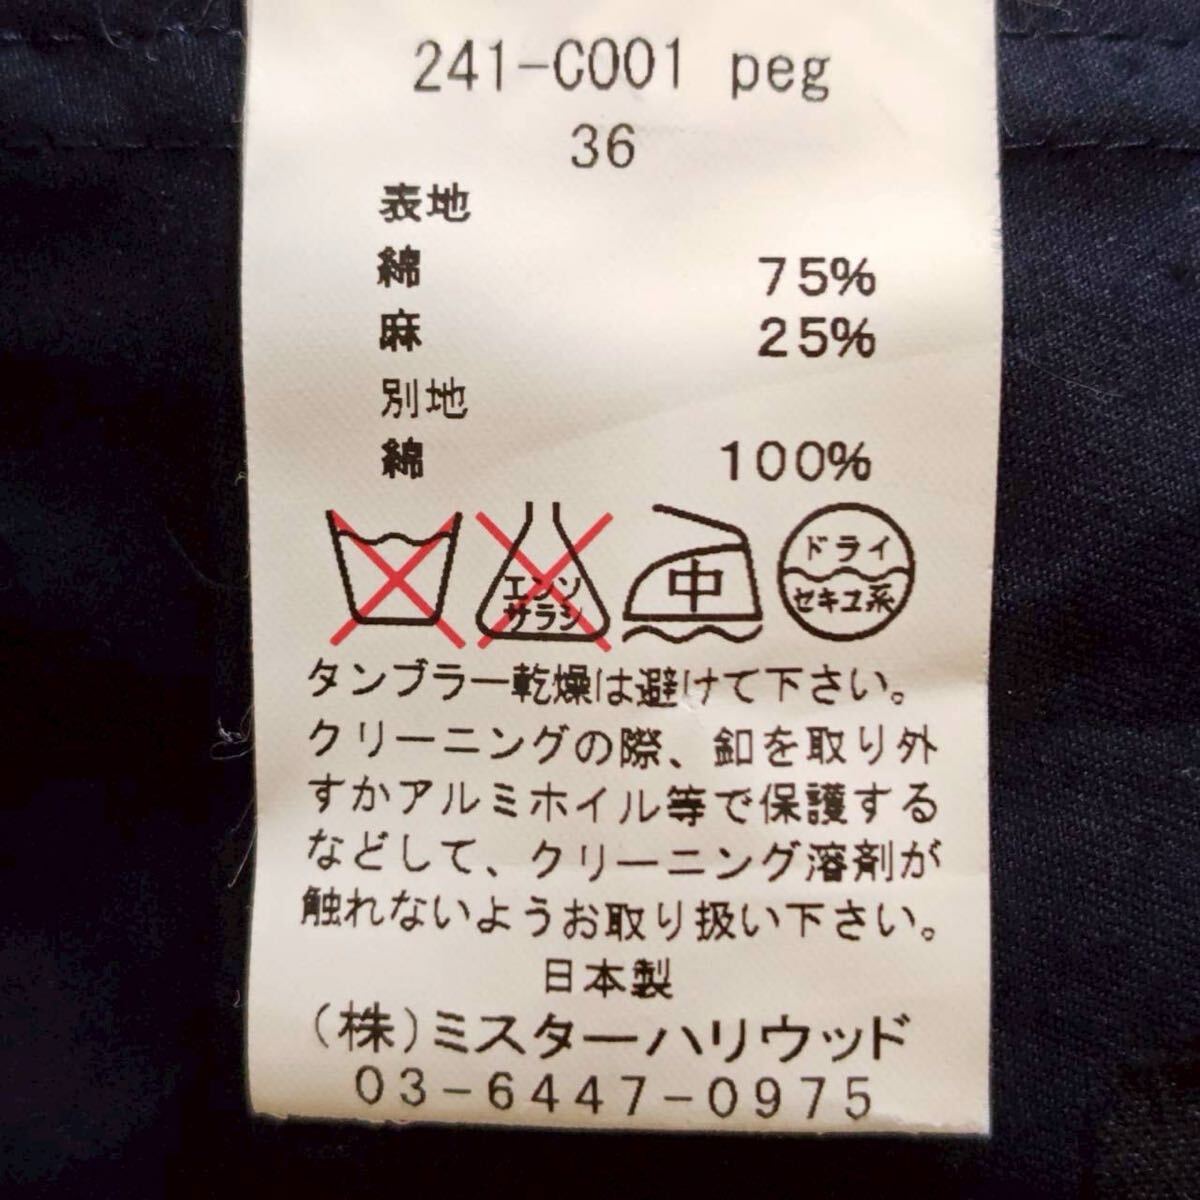 241-C001 peg
36
表地
綿 75%
麻 25%
別地
綿 100%
エンソ サラシ
中
ドライ
セキユ系
タンブラー乾燥は避けて下さい。
クリーニングの際、釦を取り外
すかアルミホイル等で保護する
などして、クリーニング溶剤が
触れないようお取り扱い下さい。
日本製
(株)ミスターハリウッド
03-6447-0975